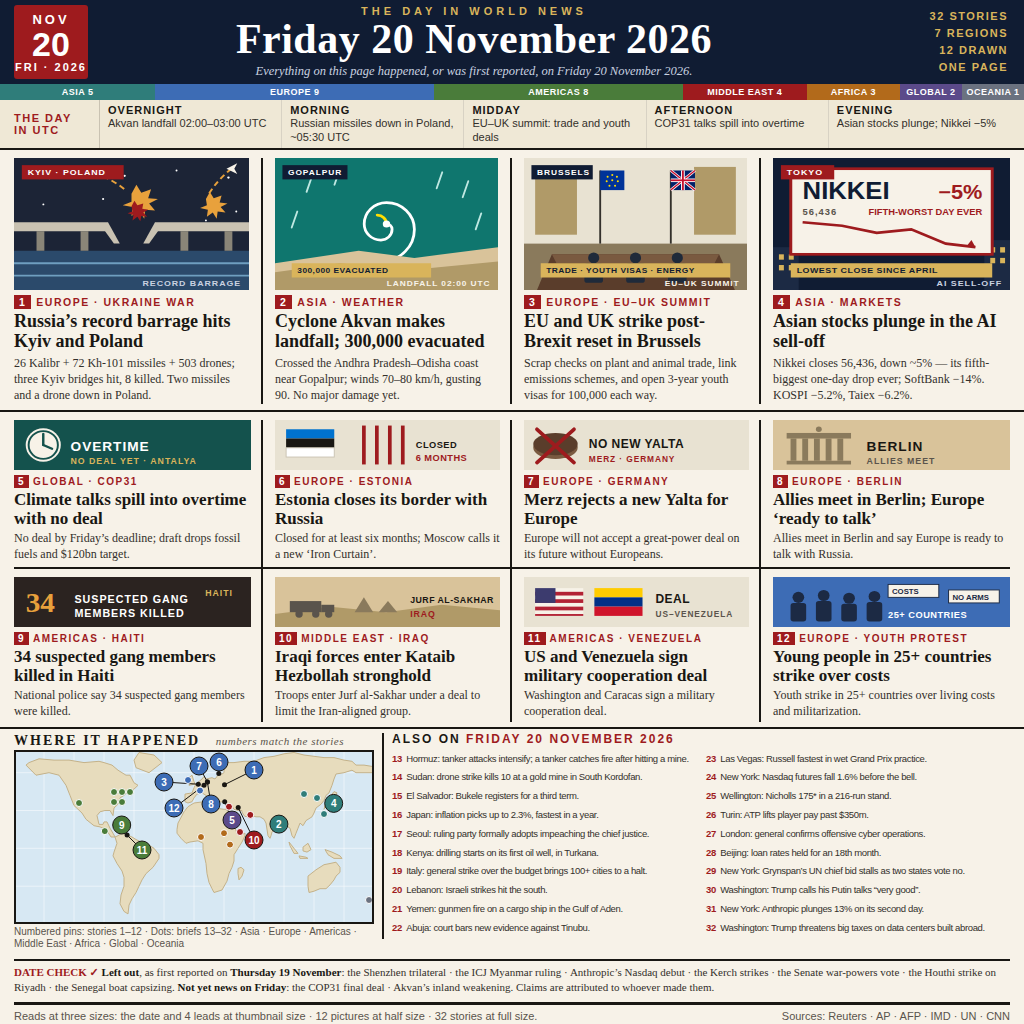 NOV
20
FRI · 2026
THE DAY IN WORLD NEWS
Friday 20 November 2026
Everything on this page happened, or was first reported, on Friday 20 November 2026.
32 STORIES
7 REGIONS
12 DRAWN
ONE PAGE
ASIA 5
EUROPE 9
AMERICAS 8
MIDDLE EAST 4
AFRICA 3
GLOBAL 2
OCEANIA 1
THE DAY
IN UTC
OVERNIGHT
Akvan landfall 02:00–03:00 UTC
MORNING
Russian missiles down in Poland,
~05:30 UTC
MIDDAY
EU–UK summit: trade and youth
deals
AFTERNOON
COP31 talks spill into overtime
EVENING
Asian stocks plunge; Nikkei −5%
KYIV · POLAND
RECORD BARRAGE
1 EUROPE · UKRAINE WAR
Russia’s record barrage hits
Kyiv and Poland
26 Kalibr + 72 Kh-101 missiles + 503 drones;
three Kyiv bridges hit, 8 killed. Two missiles
and a drone down in Poland.
GOPALPUR
300,000 EVACUATED
LANDFALL 02:00 UTC
2 ASIA · WEATHER
Cyclone Akvan makes
landfall; 300,000 evacuated
Crossed the Andhra Pradesh–Odisha coast
near Gopalpur; winds 70–80 km/h, gusting
90. No major damage yet.
BRUSSELS
TRADE · YOUTH VISAS · ENERGY
EU–UK SUMMIT
3 EUROPE · EU–UK SUMMIT
EU and UK strike post-
Brexit reset in Brussels
Scrap checks on plant and animal trade, link
emissions schemes, and open 3-year youth
visas for 100,000 each way.
TOKYO
NIKKEI
−5%
56,436
FIFTH-WORST DAY EVER
LOWEST CLOSE SINCE APRIL
AI SELL-OFF
4 ASIA · MARKETS
Asian stocks plunge in the AI
sell-off
Nikkei closes 56,436, down ~5% — its fifth-
biggest one-day drop ever; SoftBank −14%.
KOSPI −5.2%, Taiex −6.2%.
OVERTIME
NO DEAL YET · ANTALYA
5 GLOBAL · COP31
Climate talks spill into overtime
with no deal
No deal by Friday’s deadline; draft drops fossil
fuels and $120bn target.
CLOSED
6 MONTHS
6 EUROPE · ESTONIA
Estonia closes its border with
Russia
Closed for at least six months; Moscow calls it
a new ‘Iron Curtain’.
NO NEW YALTA
MERZ · GERMANY
7 EUROPE · GERMANY
Merz rejects a new Yalta for
Europe
Europe will not accept a great-power deal on
its future without Europeans.
BERLIN
ALLIES MEET
8 EUROPE · BERLIN
Allies meet in Berlin; Europe
‘ready to talk’
Allies meet in Berlin and say Europe is ready to
talk with Russia.
34
SUSPECTED GANG
MEMBERS KILLED
HAITI
9 AMERICAS · HAITI
34 suspected gang members
killed in Haiti
National police say 34 suspected gang members
were killed.
JURF AL-SAKHAR
IRAQ
10 MIDDLE EAST · IRAQ
Iraqi forces enter Kataib
Hezbollah stronghold
Troops enter Jurf al-Sakhar under a deal to
limit the Iran-aligned group.
DEAL
US–VENEZUELA
11 AMERICAS · VENEZUELA
US and Venezuela sign
military cooperation deal
Washington and Caracas sign a military
cooperation deal.
COSTS
NO ARMS
25+ COUNTRIES
12 EUROPE · YOUTH PROTEST
Young people in 25+ countries
strike over costs
Youth strike in 25+ countries over living costs
and militarization.
WHERE IT HAPPENED
numbers match the stories
7
6
1
3
12
8
5
4
2
9
10
11
Numbered pins: stories 1–12 · Dots: briefs 13–32 · Asia · Europe · Americas ·
Middle East · Africa · Global · Oceania
ALSO ON FRIDAY 20 NOVEMBER 2026
13 Hormuz: tanker attacks intensify; a tanker catches fire after hitting a mine.
14 Sudan: drone strike kills 10 at a gold mine in South Kordofan.
15 El Salvador: Bukele registers for a third term.
16 Japan: inflation picks up to 2.3%, fastest in a year.
17 Seoul: ruling party formally adopts impeaching the chief justice.
18 Kenya: drilling starts on its first oil well, in Turkana.
19 Italy: general strike over the budget brings 100+ cities to a halt.
20 Lebanon: Israeli strikes hit the south.
21 Yemen: gunmen fire on a cargo ship in the Gulf of Aden.
22 Abuja: court bars new evidence against Tinubu.
23 Las Vegas: Russell fastest in wet Grand Prix practice.
24 New York: Nasdaq futures fall 1.6% before the bell.
25 Wellington: Nicholls 175* in a 216-run stand.
26 Turin: ATP lifts player pay past $350m.
27 London: general confirms offensive cyber operations.
28 Beijing: loan rates held for an 18th month.
29 New York: Grynspan's UN chief bid stalls as two states vote no.
30 Washington: Trump calls his Putin talks “very good”.
31 New York: Anthropic plunges 13% on its second day.
32 Washington: Trump threatens big taxes on data centers built abroad.
DATE CHECK ✓ Left out, as first reported on Thursday 19 November: the Shenzhen trilateral · the ICJ Myanmar ruling · Anthropic’s Nasdaq debut · the Kerch strikes · the Senate war-powers vote · the Houthi strike on
Riyadh · the Senegal boat capsizing. Not yet news on Friday: the COP31 final deal · Akvan’s inland weakening. Claims are attributed to whoever made them.
Reads at three sizes: the date and 4 leads at thumbnail size · 12 pictures at half size · 32 stories at full size.
Sources: Reuters · AP · AFP · IMD · UN · CNN